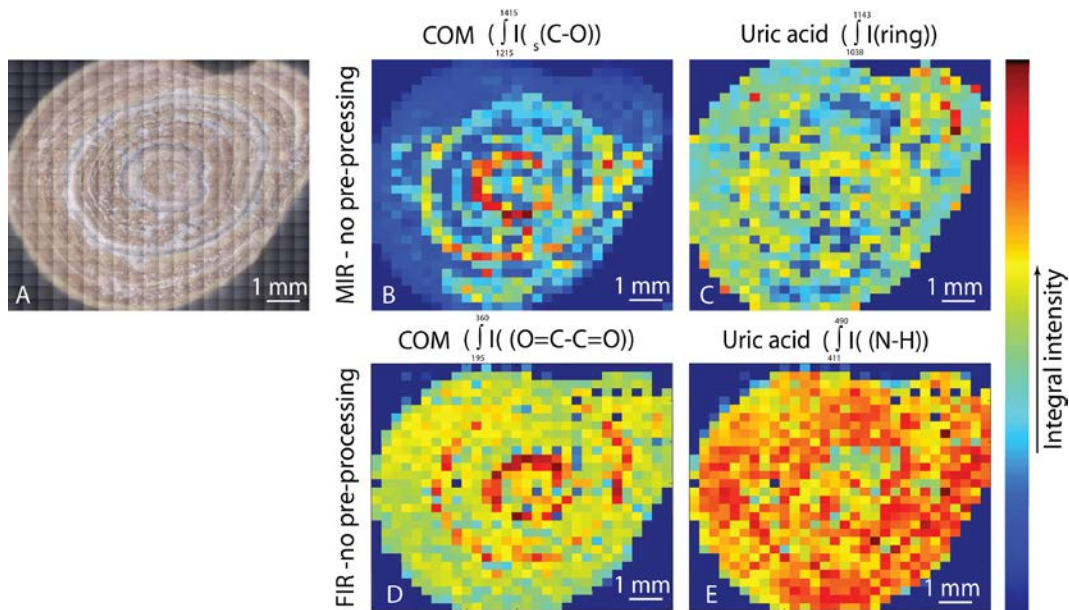 1415
1143
COM (∫I( s(C-O))
Uric acid (∫I(ring))
1215
1038
MIR - no pre-prcessing
A
1 mm
B
1 mm
C
1 mm
360
490
COM (∫I( (O=C-C=O))
Uric acid (∫I( (N-H))
195
411
FIR -no pre-processing
D
1 mm
E
1 mm
Integral intensity